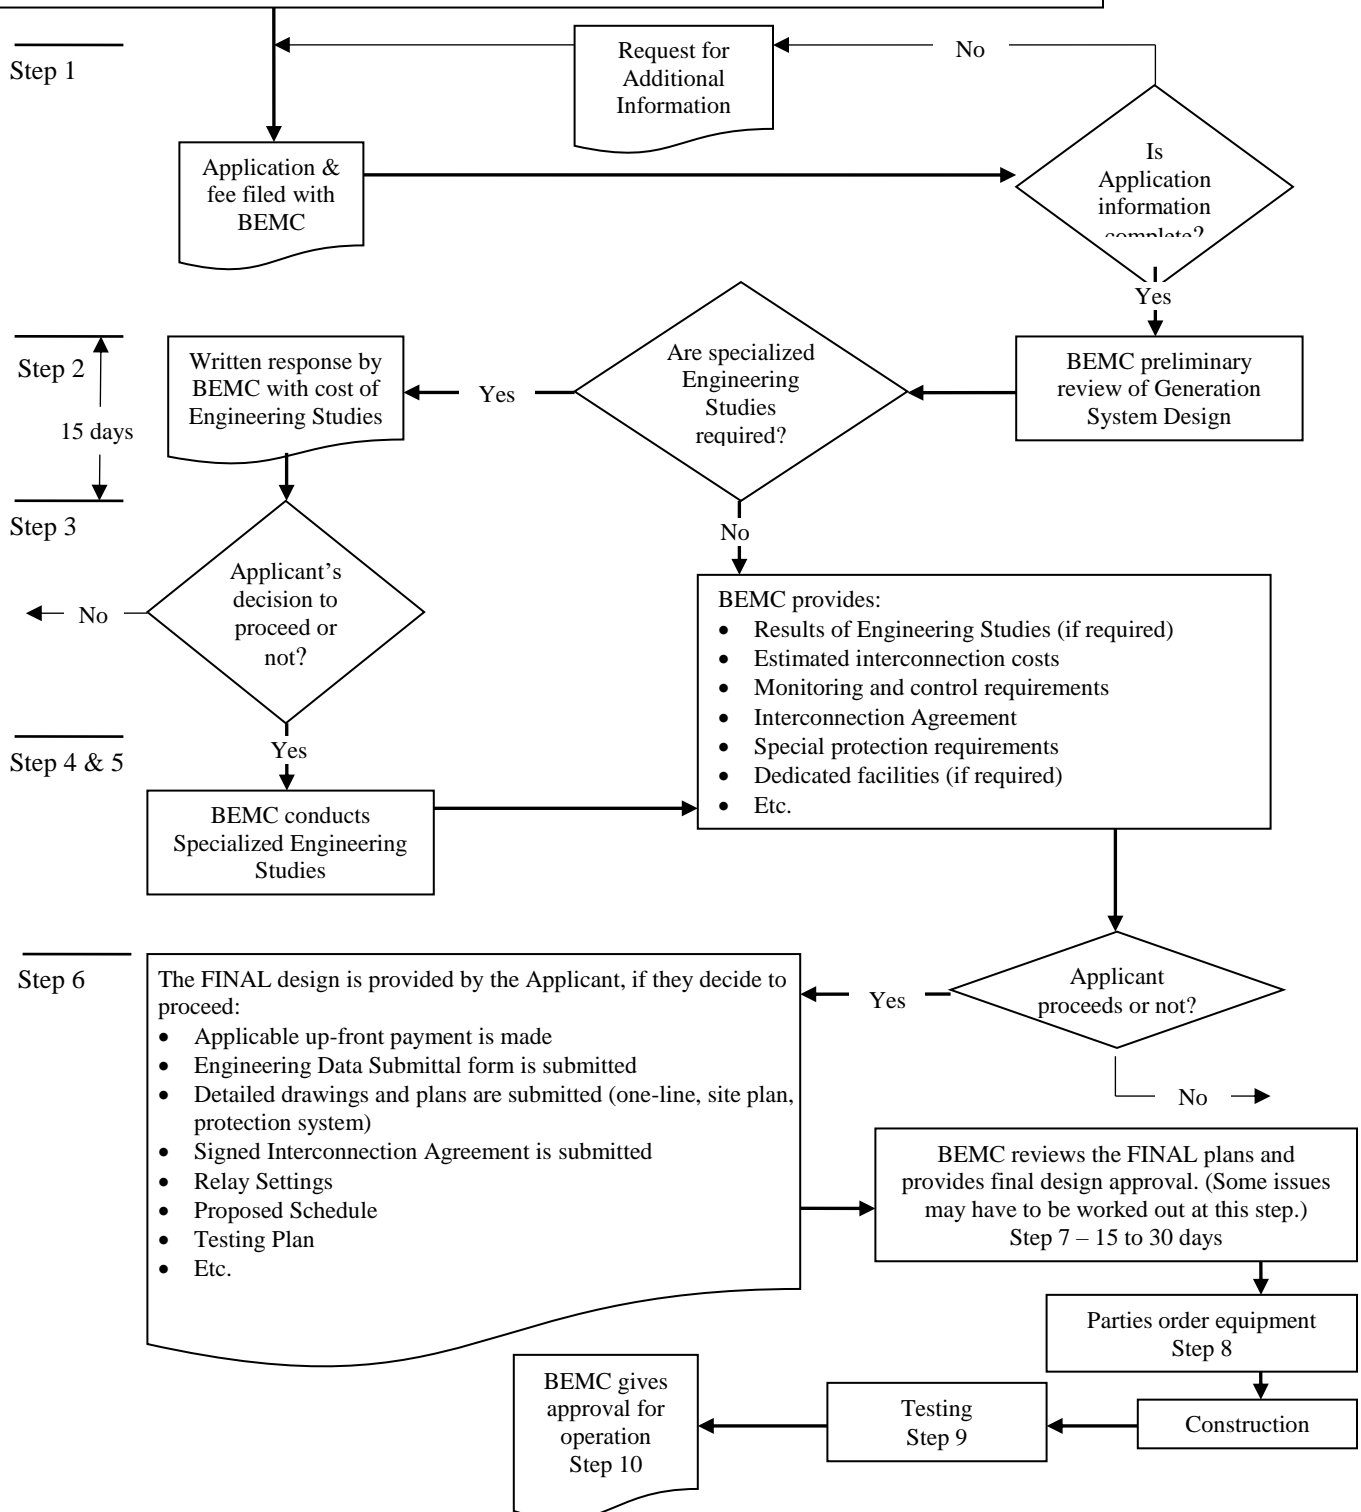 Step 1
Request for
Additional
Information
No
Application &
fee filed with
BEMC
Is
Application
information
complete?
Yes
Step 2
15 days
Written response by
BEMC with cost of
Engineering Studies
Yes
Are specialized
Engineering
Studies
required?
BEMC preliminary
review of Generation
System Design
No
Step 3
Applicant’s
decision to
proceed or
not?
No
Yes
BEMC provides:
• Results of Engineering Studies (if required)
• Estimated interconnection costs
• Monitoring and control requirements
• Interconnection Agreement
• Special protection requirements
• Dedicated facilities (if required)
• Etc.
Step 4 & 5
BEMC conducts
Specialized Engineering
Studies
Applicant
proceeds or not?
Yes
No
Step 6
The FINAL design is provided by the Applicant, if they decide to
proceed:
• Applicable up-front payment is made
• Engineering Data Submittal form is submitted
• Detailed drawings and plans are submitted (one-line, site plan,
protection system)
• Signed Interconnection Agreement is submitted
• Relay Settings
• Proposed Schedule
• Testing Plan
• Etc.
BEMC reviews the FINAL plans and
provides final design approval. (Some issues
may have to be worked out at this step.)
Step 7 – 15 to 30 days
Parties order equipment
Step 8
Construction
Testing
Step 9
BEMC gives
approval for
operation
Step 10